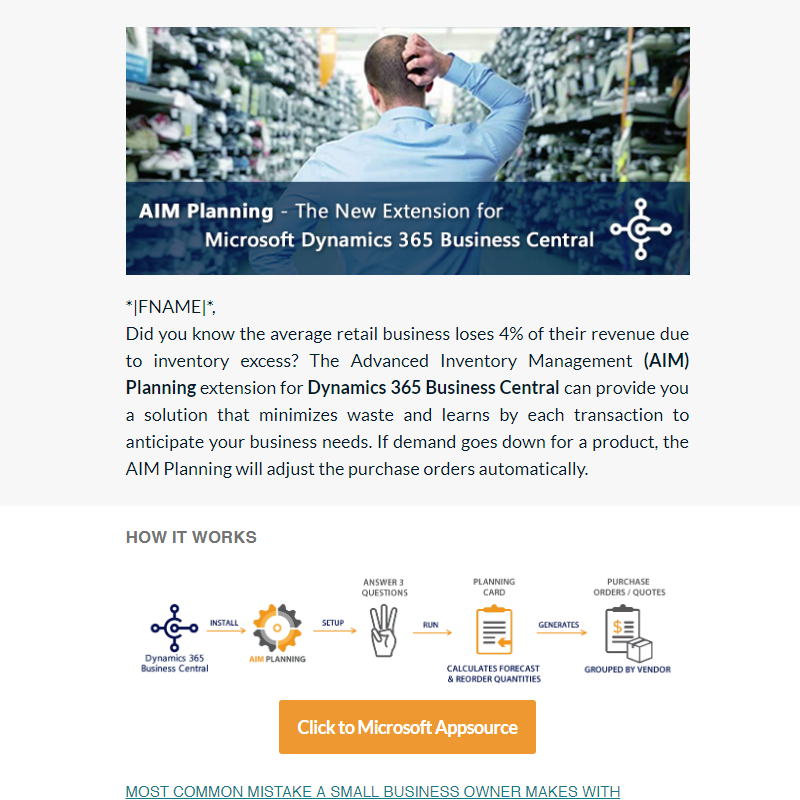 AIM Planning - The New Extension for
Microsoft Dynamics 365 Business Central
*|FNAME|*,
Did you know the average retail business loses 4% of their revenue due
to inventory excess? The Advanced Inventory Management (AIM)
Planning extension for Dynamics 365 Business Central can provide you
a solution that minimizes waste and learns by each transaction to
anticipate your business needs. If demand goes down for a product, the
AIM Planning will adjust the purchase orders automatically.
HOW IT WORKS
Dynamics 365
Business Central
INSTALL
AIM PLANNING
SETUP
ANSWER 3
QUESTIONS
RUN
PLANNING
CARD
CALCULATES FORECAST
& REORDER QUANTITIES
GENERATES
PURCHASE
ORDERS / QUOTES
$
GROUPED BY VENDOR
Click to Microsoft Appsource
MOST COMMON MISTAKE A SMALL BUSINESS OWNER MAKES WITH